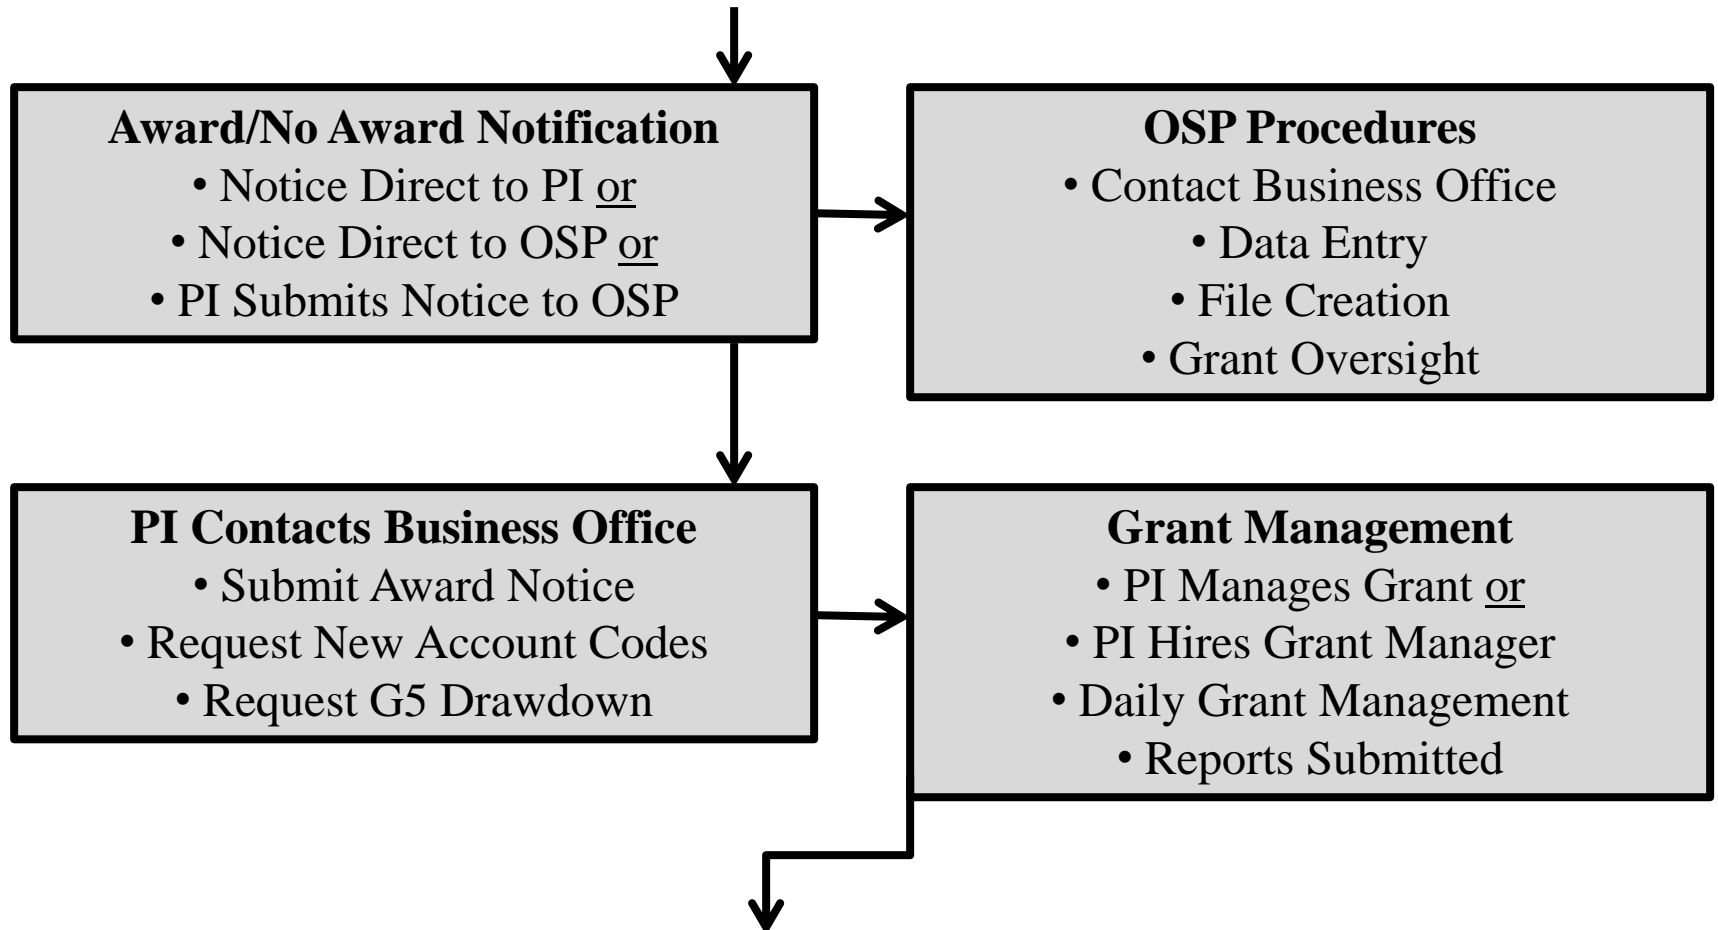 Award/No Award Notification
• Notice Direct to PI or
• Notice Direct to OSP or
• PI Submits Notice to OSP
OSP Procedures
• Contact Business Office
• Data Entry
• File Creation
• Grant Oversight
PI Contacts Business Office
• Submit Award Notice
• Request New Account Codes
• Request G5 Drawdown
Grant Management
• PI Manages Grant or
• PI Hires Grant Manager
• Daily Grant Management
• Reports Submitted